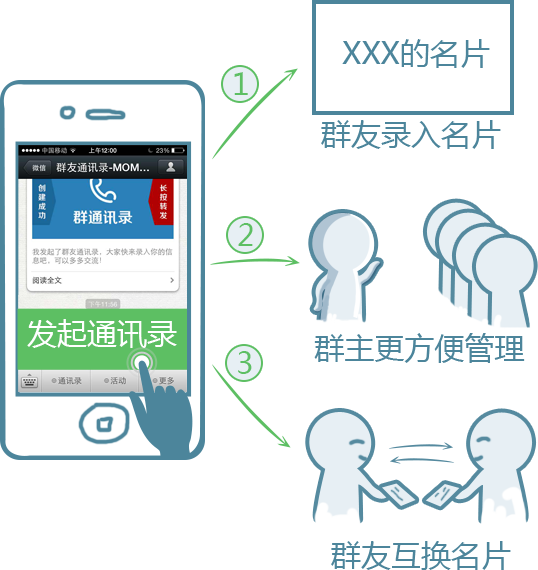 中国移动 上午12:00 23%
微信 群友通讯录-MOM...
创建成功
群通讯录
长按转发
我发起了群友通讯录，大家快来录入你的信
息吧，可以多多交流！
阅读全文
下午11:56
发起通讯录
通讯录 活动 更多
1
XXX的名片
群友录入名片
2
群主更方便管理
3
群友互换名片